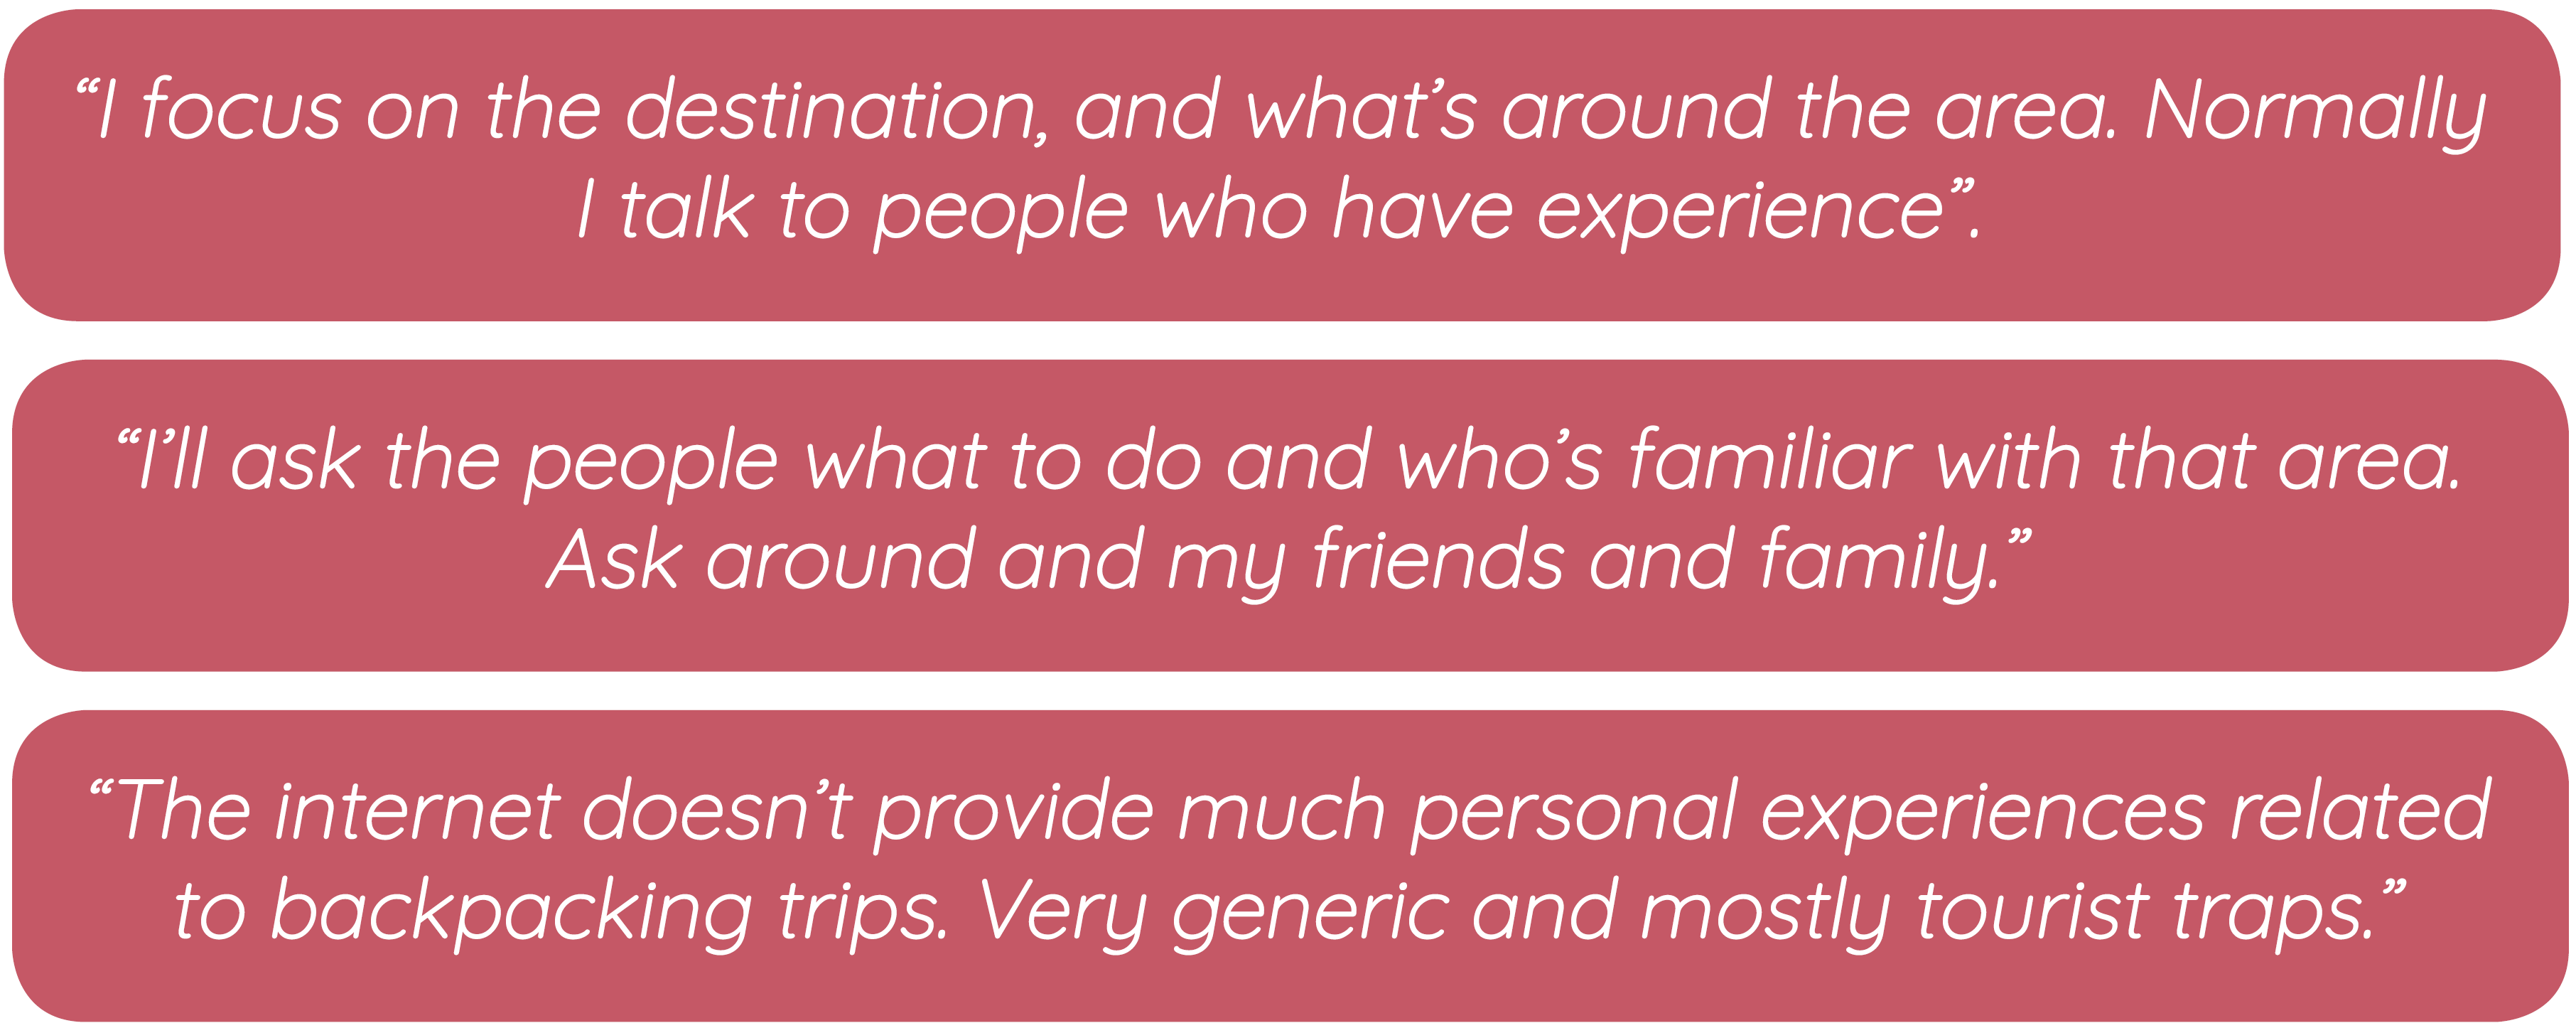 “I focus on the destination, and what’s around the area. Normally
I talk to people who have experience”.
“I’ll ask the people what to do and who’s familiar with that area.
Ask around and my friends and family.”
“The internet doesn’t provide much personal experiences related
to backpacking trips. Very generic and mostly tourist traps.”